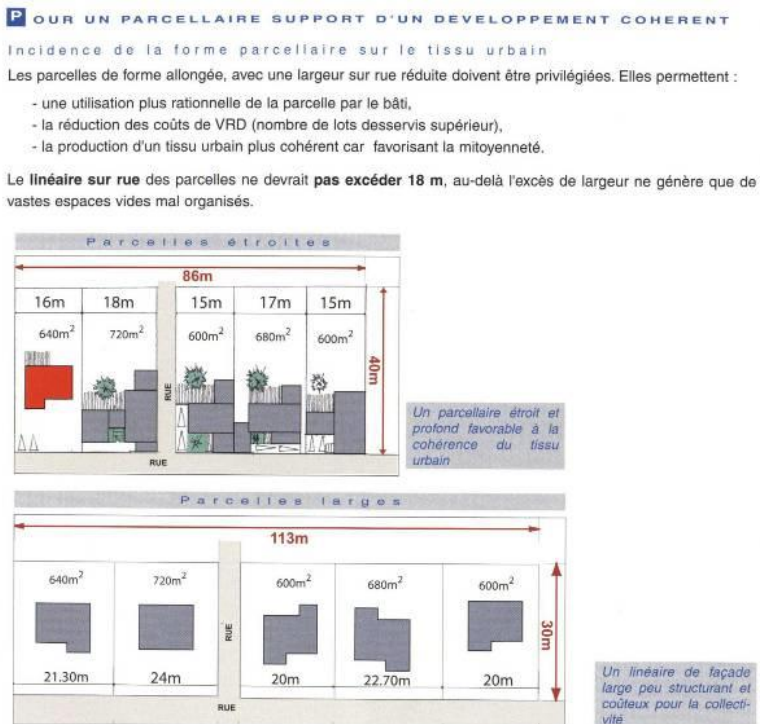 POUR UN PARCELLAIRE SUPPORT D'UN DEVELOPPEMENT COHERENT
Incidence de la forme parcellaire sur le tissu urbain
Les parcelles de forme allongée, avec une largeur sur rue réduite doivent être privilégiées. Elles permettent :
- une utilisation plus rationnelle de la parcelle par le bâti,
- la réduction des coûts de VRD (nombre de lots desservis supérieur),
- la production d'un tissu urbain plus cohérent car favorisant la mitoyenneté.
Le linéaire sur rue des parcelles ne devrait pas excéder 18 m, au-delà l'excès de largeur ne génère que de
vastes espaces vides mal organisés.
Parcelles étroites
86m
16m 18m 15m 17m 15m
640m² 720m² 600m² 680m² 600m²
40m
RUE
RUE
Un parcellaire étroit et
profond favorable à la
cohérence du tissu
urbain
Parcelles larges
113m
640m² 720m² 600m² 680m² 600m²
30m
RUE
21.30m 24m 20m 22.70m 20m
RUE
Un linéaire de façade
large peu structurant et
coûteux pour la collecti-
vité